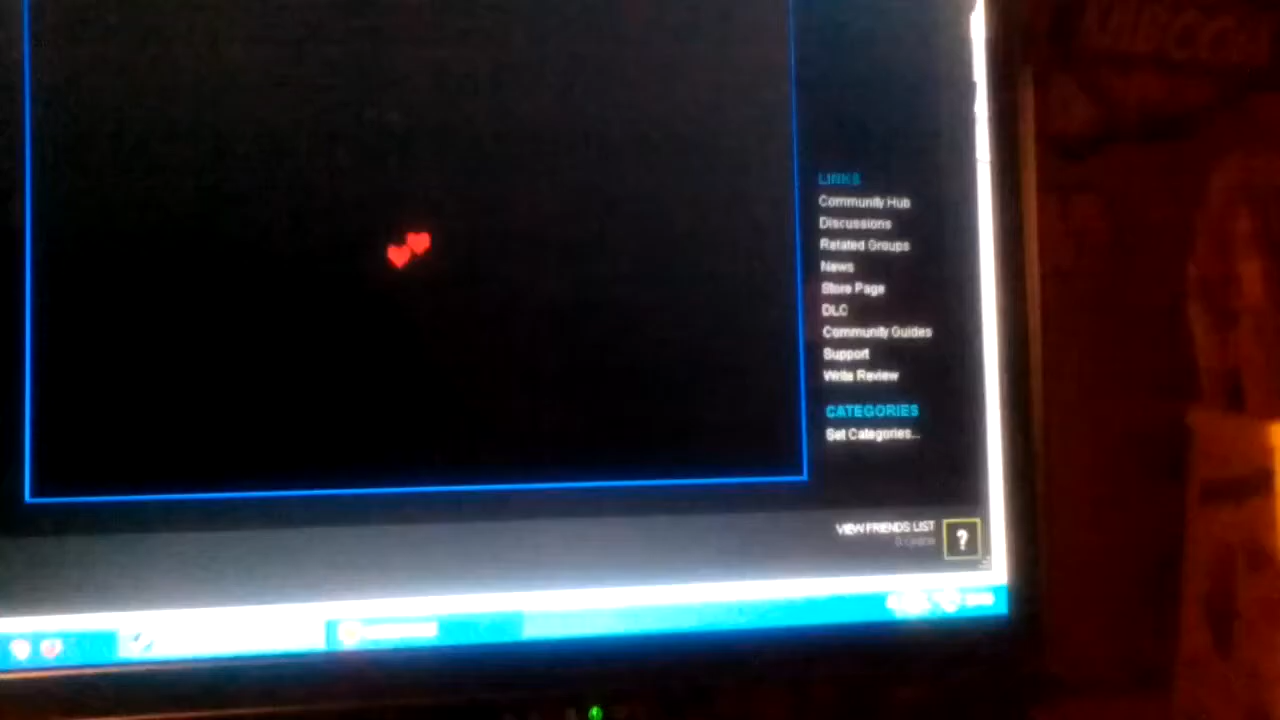 LINKS
Community Hub
Discussions
Related Groups
News
Store Page
DLC
Community Guides
Support
Write Review
CATEGORIES
Set Categories...
VIEW FRIENDS LIST
?